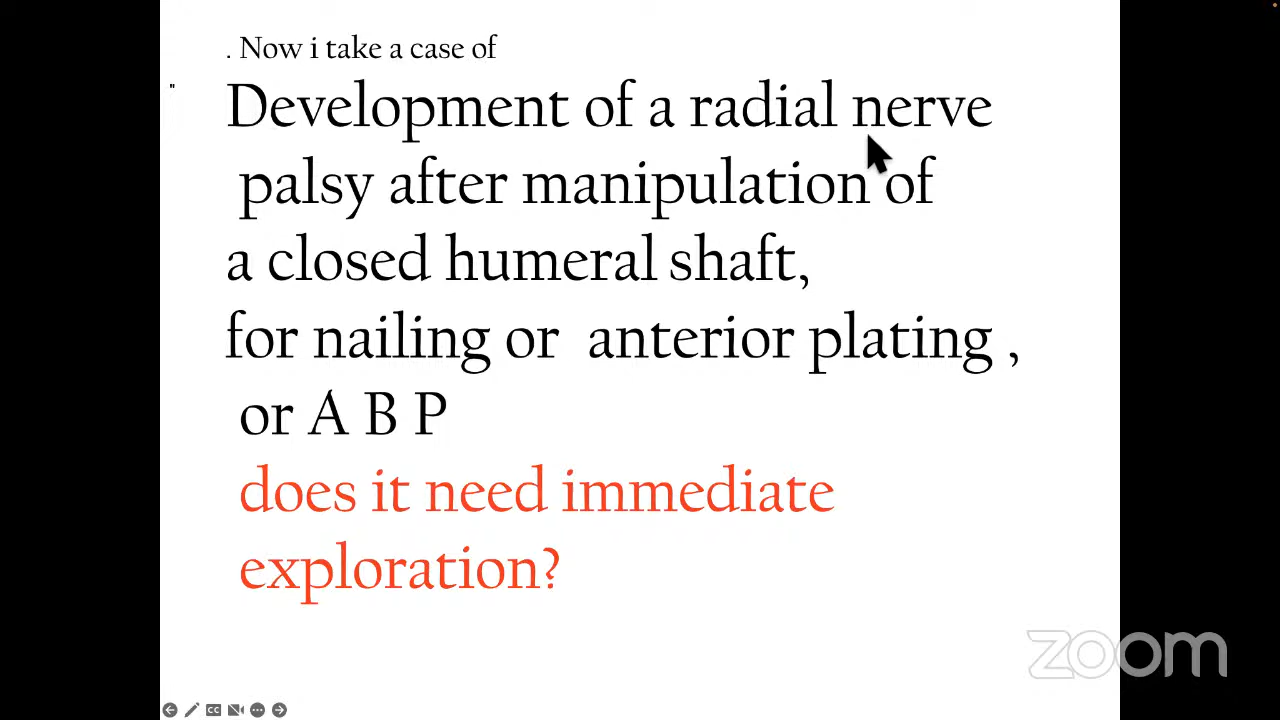 . Now i take a case of
"
Development of a radial nerve
palsy after manipulation of
a closed humeral shaft,
for nailing or anterior plating ,
or A B P
does it need immediate
exploration?
zoom
CC